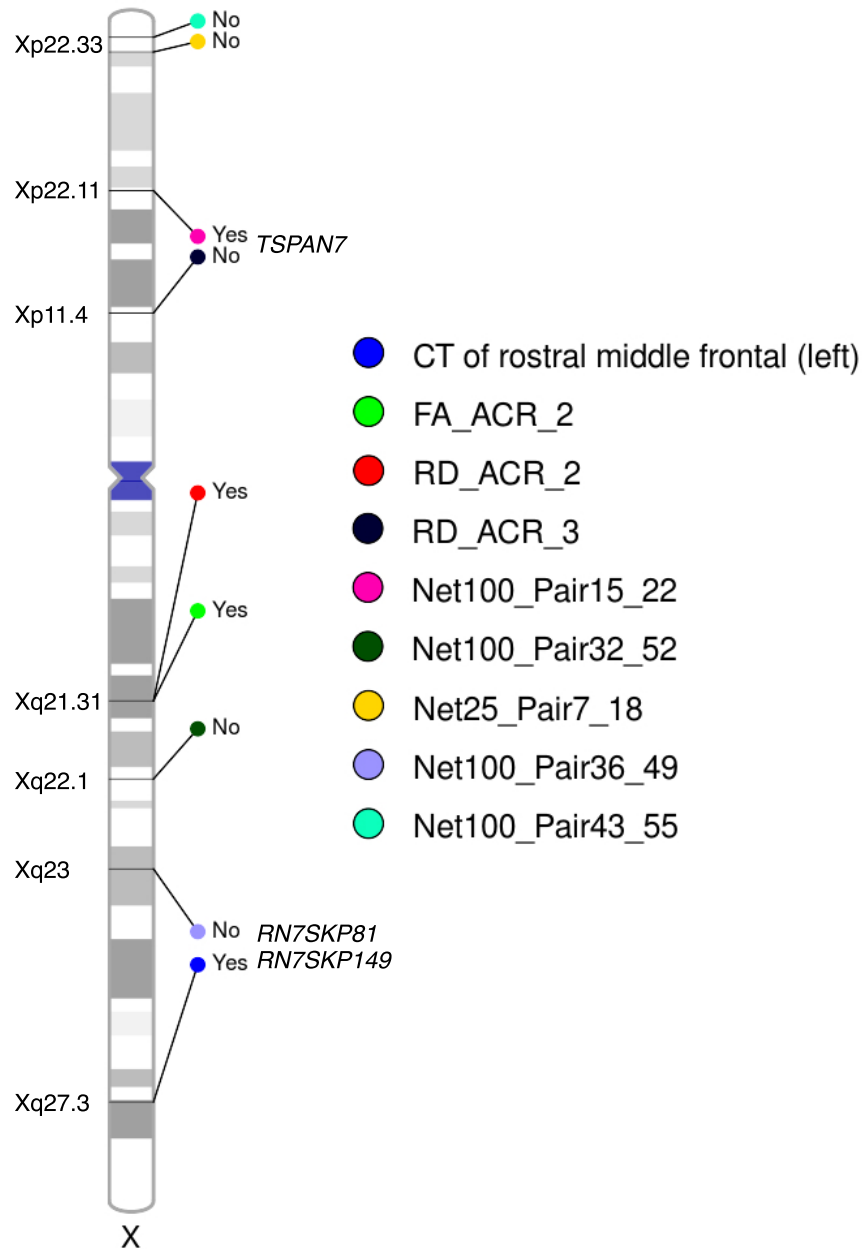 No
No
Xp22.33
Xp22.11
Yes TSPAN7
No
Xp11.4
CT of rostral middle frontal (left)
FA_ACR_2
RD_ACR_2
Yes
RD_ACR_3
Net100_Pair15_22
Yes
Net100_Pair32_52
Xq21.31
Net25_Pair7_18
No
Xq22.1
Net100_Pair36_49
Net100_Pair43_55
Xq23
No RN7SKP81
Yes RN7SKP149
Xq27.3
X